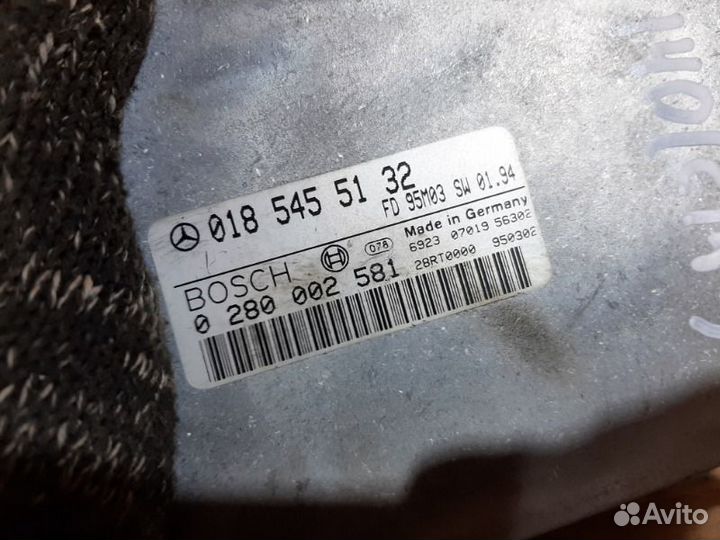 018 545 51 32
FD 95M03 SW 01.94
BOSCH
078
Made in Germany
6923 07019 56302
0 280 002 581
28RT0000 950302
Avito